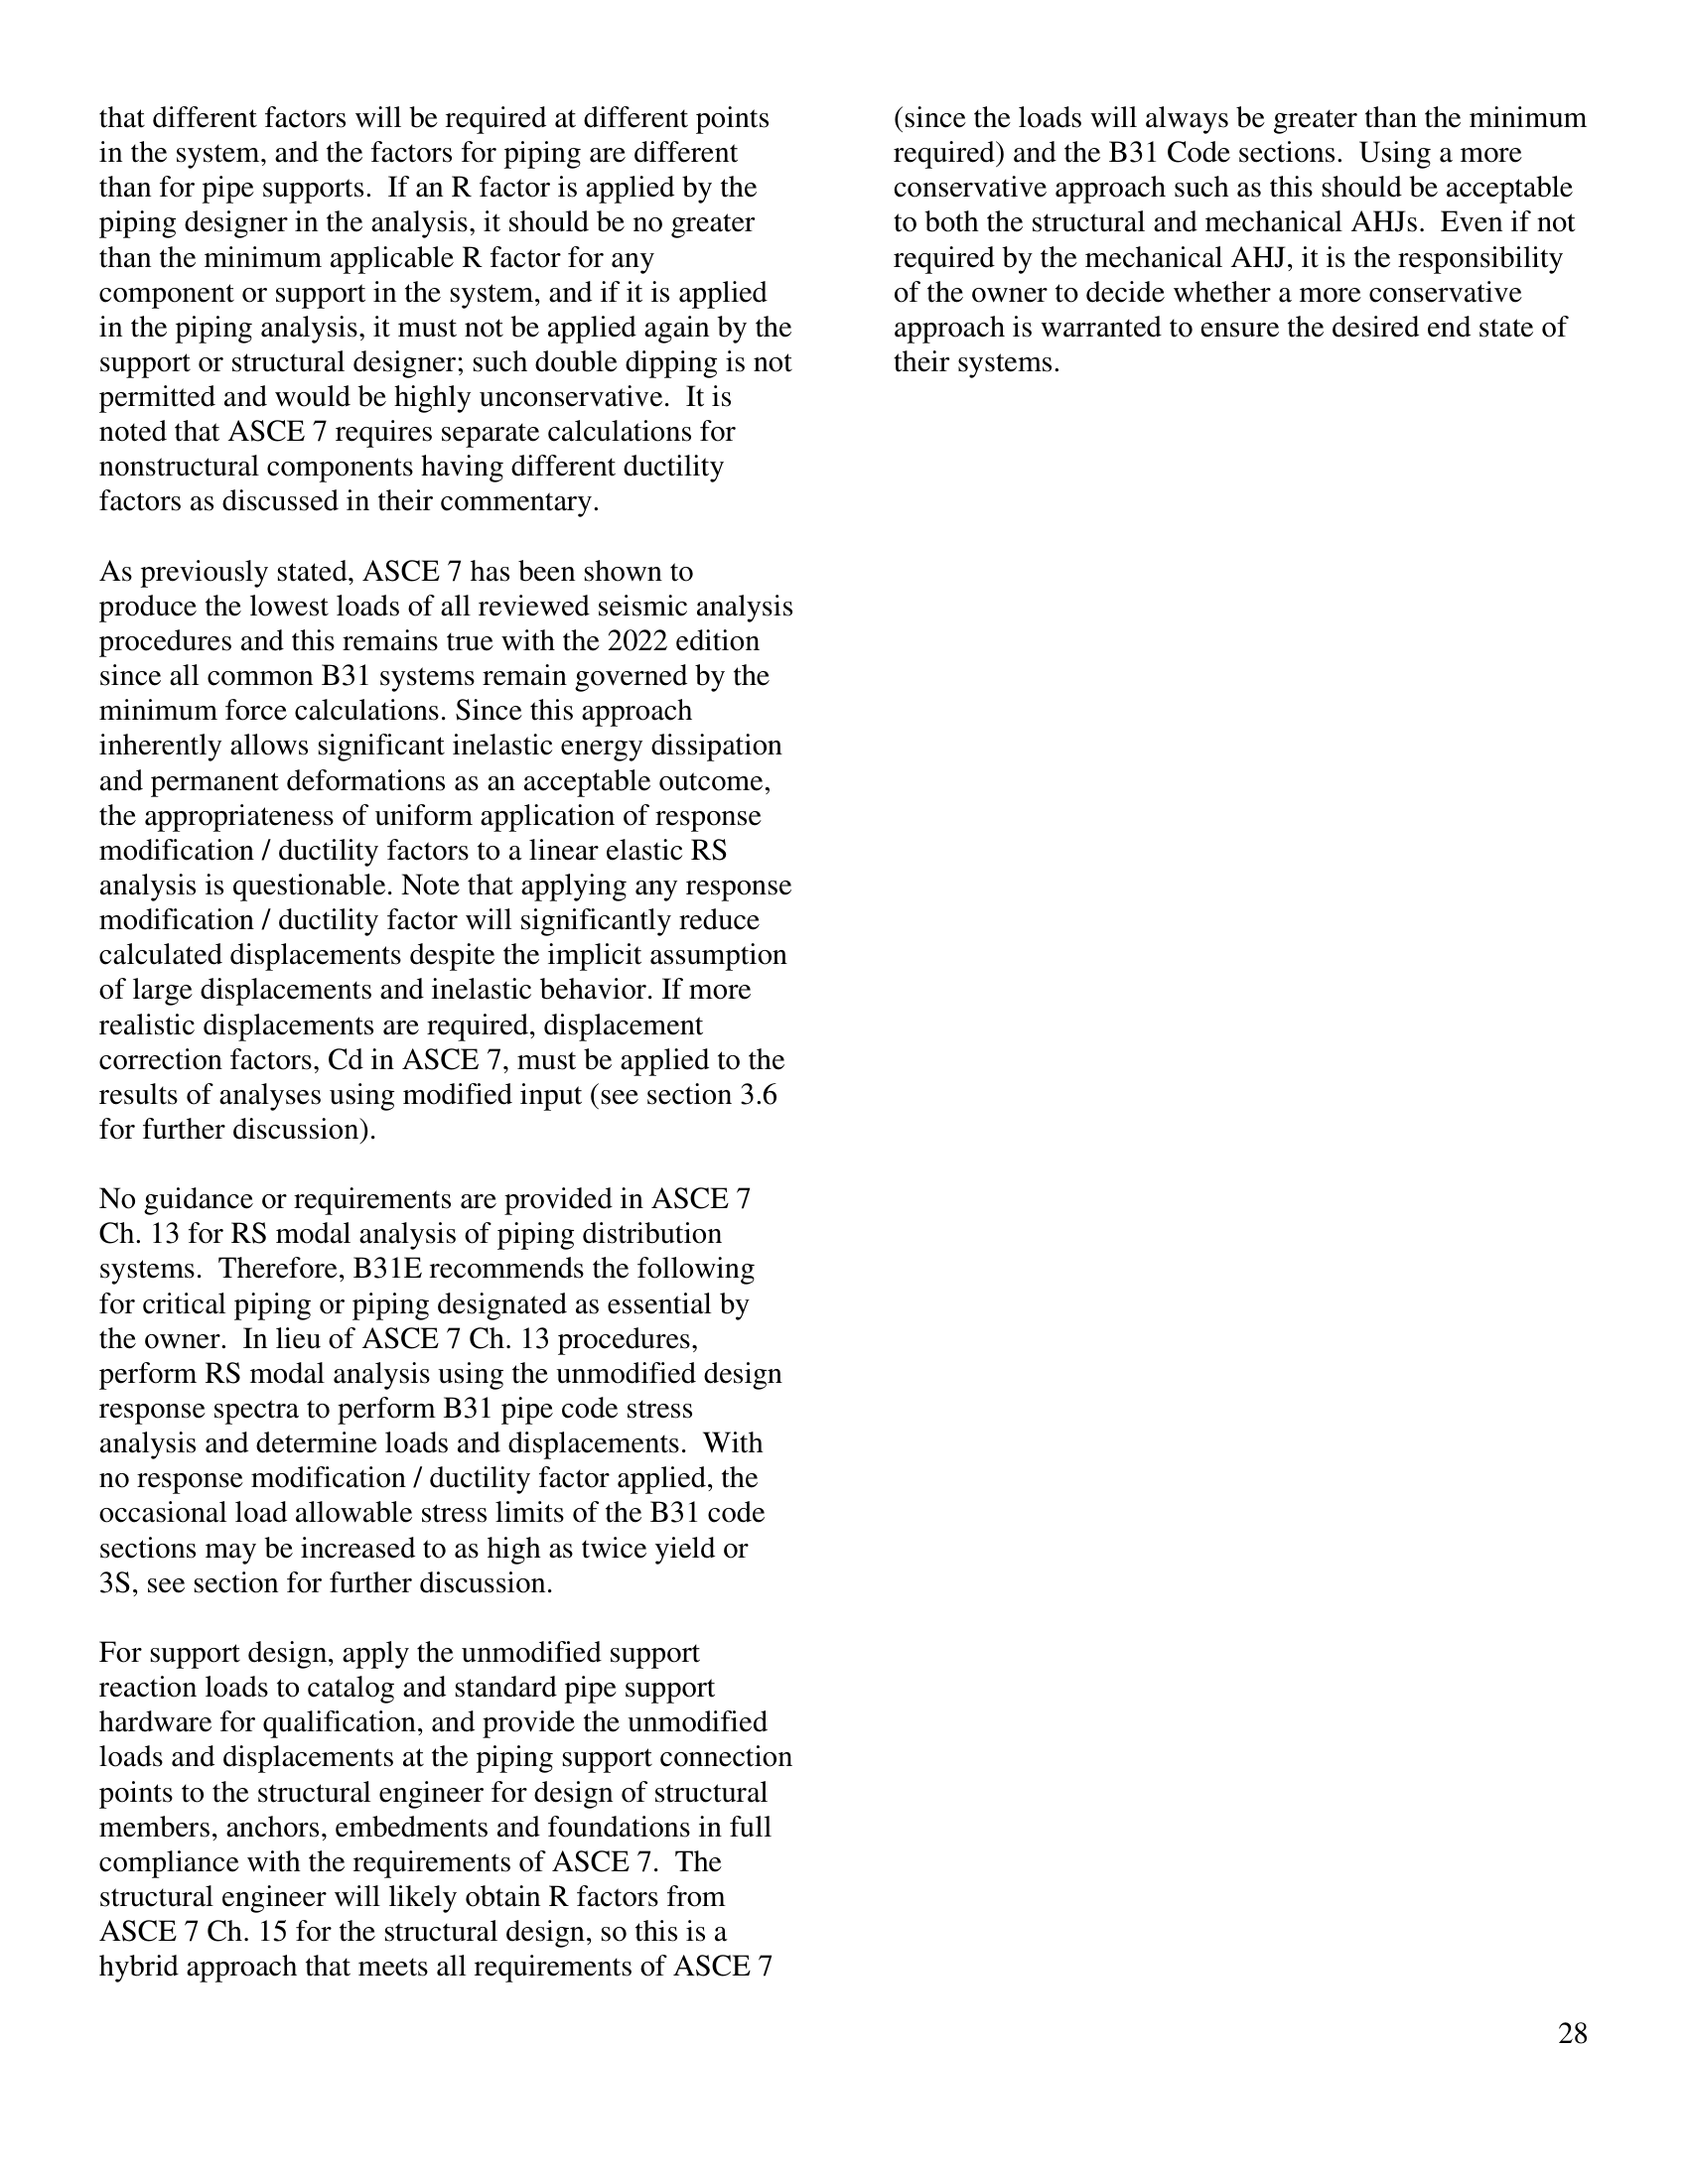 that different factors will be required at different points
in the system, and the factors for piping are different
than for pipe supports.  If an R factor is applied by the
piping designer in the analysis, it should be no greater
than the minimum applicable R factor for any
component or support in the system, and if it is applied
in the piping analysis, it must not be applied again by the
support or structural designer; such double dipping is not
permitted and would be highly unconservative.  It is
noted that ASCE 7 requires separate calculations for
nonstructural components having different ductility
factors as discussed in their commentary.

As previously stated, ASCE 7 has been shown to
produce the lowest loads of all reviewed seismic analysis
procedures and this remains true with the 2022 edition
since all common B31 systems remain governed by the
minimum force calculations. Since this approach
inherently allows significant inelastic energy dissipation
and permanent deformations as an acceptable outcome,
the appropriateness of uniform application of response
modification / ductility factors to a linear elastic RS
analysis is questionable. Note that applying any response
modification / ductility factor will significantly reduce
calculated displacements despite the implicit assumption
of large displacements and inelastic behavior. If more
realistic displacements are required, displacement
correction factors, Cd in ASCE 7, must be applied to the
results of analyses using modified input (see section 3.6
for further discussion).

No guidance or requirements are provided in ASCE 7
Ch. 13 for RS modal analysis of piping distribution
systems.  Therefore, B31E recommends the following
for critical piping or piping designated as essential by
the owner.  In lieu of ASCE 7 Ch. 13 procedures,
perform RS modal analysis using the unmodified design
response spectra to perform B31 pipe code stress
analysis and determine loads and displacements.  With
no response modification / ductility factor applied, the
occasional load allowable stress limits of the B31 code
sections may be increased to as high as twice yield or
3S, see section for further discussion.

For support design, apply the unmodified support
reaction loads to catalog and standard pipe support
hardware for qualification, and provide the unmodified
loads and displacements at the piping support connection
points to the structural engineer for design of structural
members, anchors, embedments and foundations in full
compliance with the requirements of ASCE 7.  The
structural engineer will likely obtain R factors from
ASCE 7 Ch. 15 for the structural design, so this is a
hybrid approach that meets all requirements of ASCE 7
(since the loads will always be greater than the minimum
required) and the B31 Code sections.  Using a more
conservative approach such as this should be acceptable
to both the structural and mechanical AHJs.  Even if not
required by the mechanical AHJ, it is the responsibility
of the owner to decide whether a more conservative
approach is warranted to ensure the desired end state of
their systems.
28